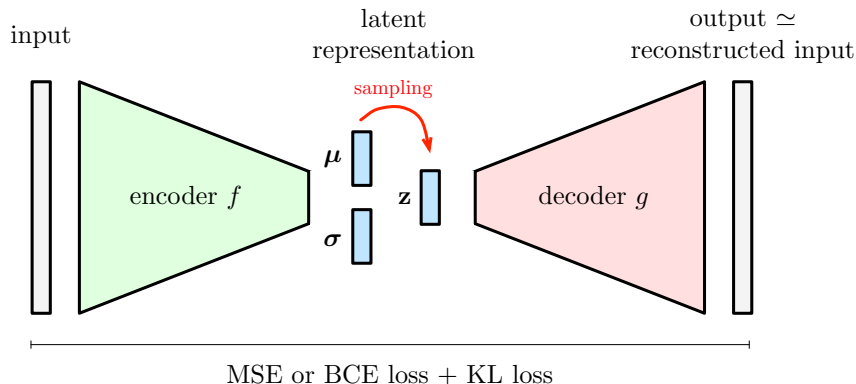 input
latent
representation
output ≃
reconstructed input
sampling
μ
encoder f
z
decoder g
σ
MSE or BCE loss + KL loss